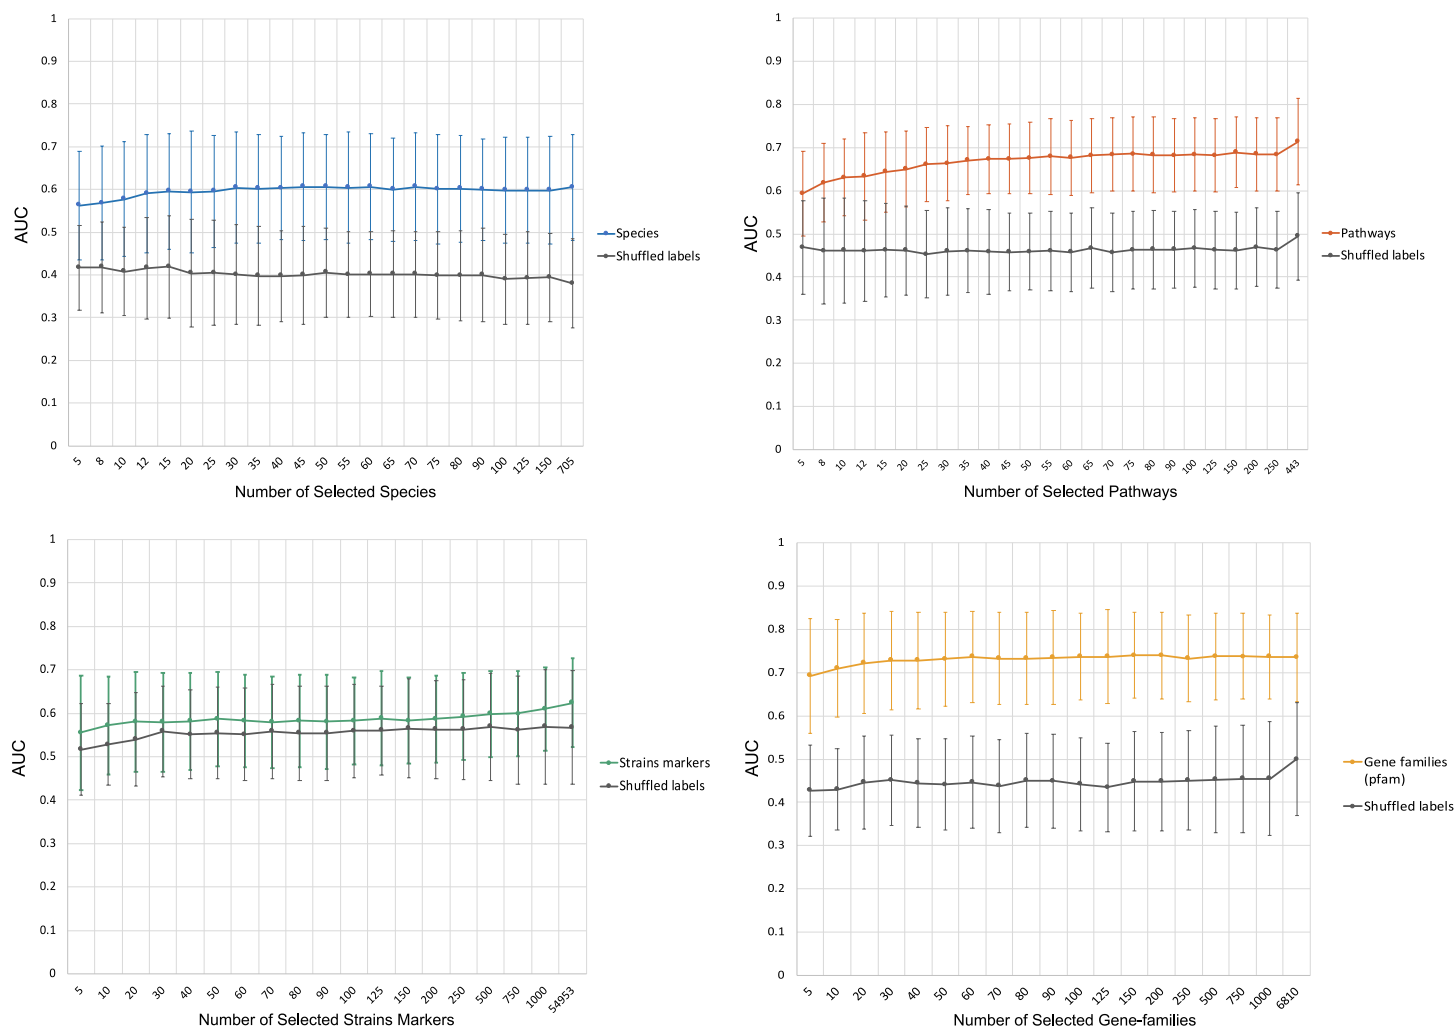 1
0.9
0.8
0.7
0.6
0.5
0.4
0.3
0.2
0.1
0
AUC
5 8 10 12 15 20 25 30 35 40 45 50 55 60 65 70 75 80 90 100 125 150 705
Number of Selected Species
Species
Shuffled labels
1
0.9
0.8
0.7
0.6
0.5
0.4
0.3
0.2
0.1
0
AUC
5 8 10 12 15 20 25 30 35 40 45 50 55 60 65 70 75 80 90 100 125 150 200 250 443
Number of Selected Pathways
Pathways
Shuffled labels
1
0.9
0.8
0.7
0.6
0.5
0.4
0.3
0.2
0.1
0
AUC
5 10 20 30 40 50 60 70 80 90 100 125 150 200 250 500 750 1000 54953
Number of Selected Strains Markers
Strains markers
Shuffled labels
1
0.9
0.8
0.7
0.6
0.5
0.4
0.3
0.2
0.1
0
AUC
5 10 20 30 40 50 60 70 80 90 100 125 150 200 250 500 750 1000 6810
Number of Selected Gene-families
Gene families
(pfam)
Shuffled labels